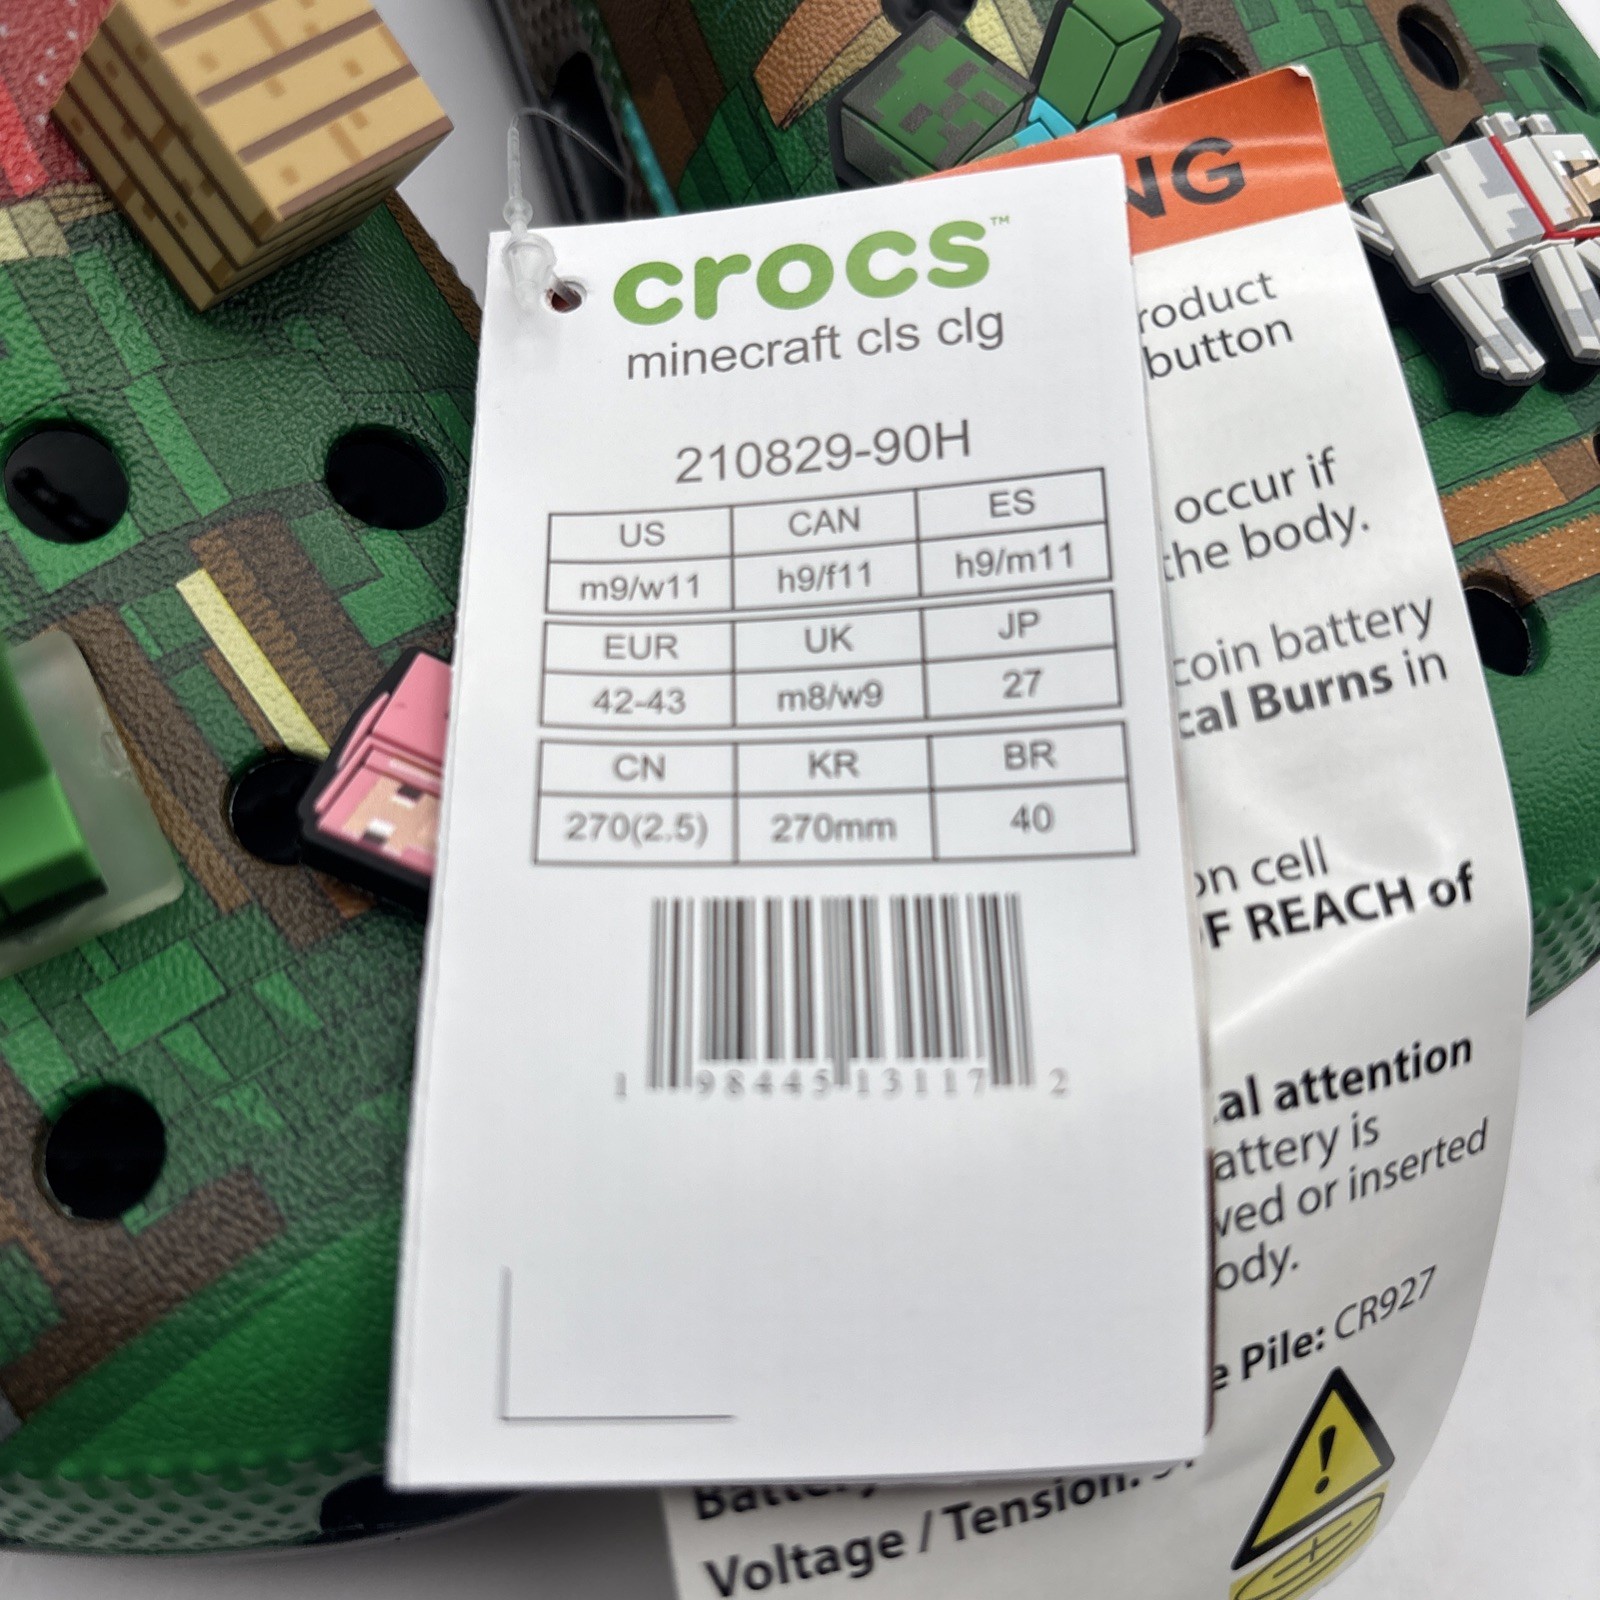 crocs™
minecraft cls clg
210829-90H
US CAN ES
m9/w11 h9/f11 h9/m11
EUR UK JP
42-43 m8/w9 27
CN KR BR
270(2.5) 270mm 40
1 98445 13117 2
NG
roduct
button
occur if
the body.
coin battery
cal Burns in
on cell
F REACH of
al attention
attery is
wed or inserted
ody.
e Pile: CR927
Battery
Voltage / Tension: